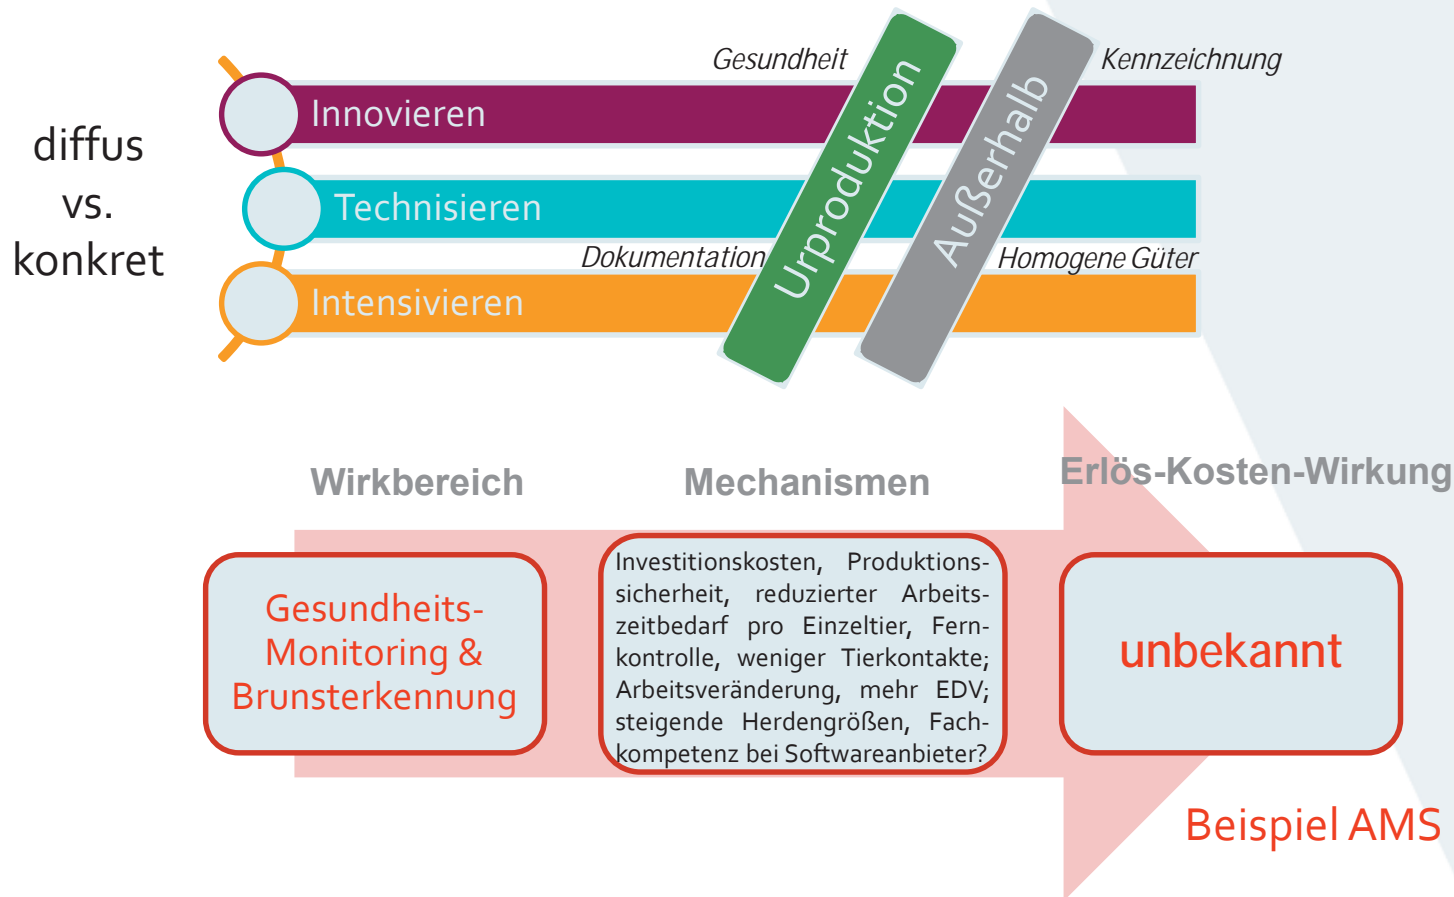 Gesundheit
Kennzeichnung
Innovieren
diffus
vs.
konkret
Technisieren
Urproduktion
Außerhalb
Dokumentation
Homogene Güter
Intensivieren
Wirkbereich
Mechanismen
Erlös-Kosten-Wirkung
Gesundheits-
Monitoring &
Brunsterkennung
Investitionskosten, Produktions-
sicherheit, reduzierter Arbeits-
zeitbedarf pro Einzeltier, Fern-
kontrolle, weniger Tierkontakte;
Arbeitsveränderung, mehr EDV;
steigende Herdengrößen, Fach-
kompetenz bei Softwareanbieter?
unbekannt
Beispiel AMS